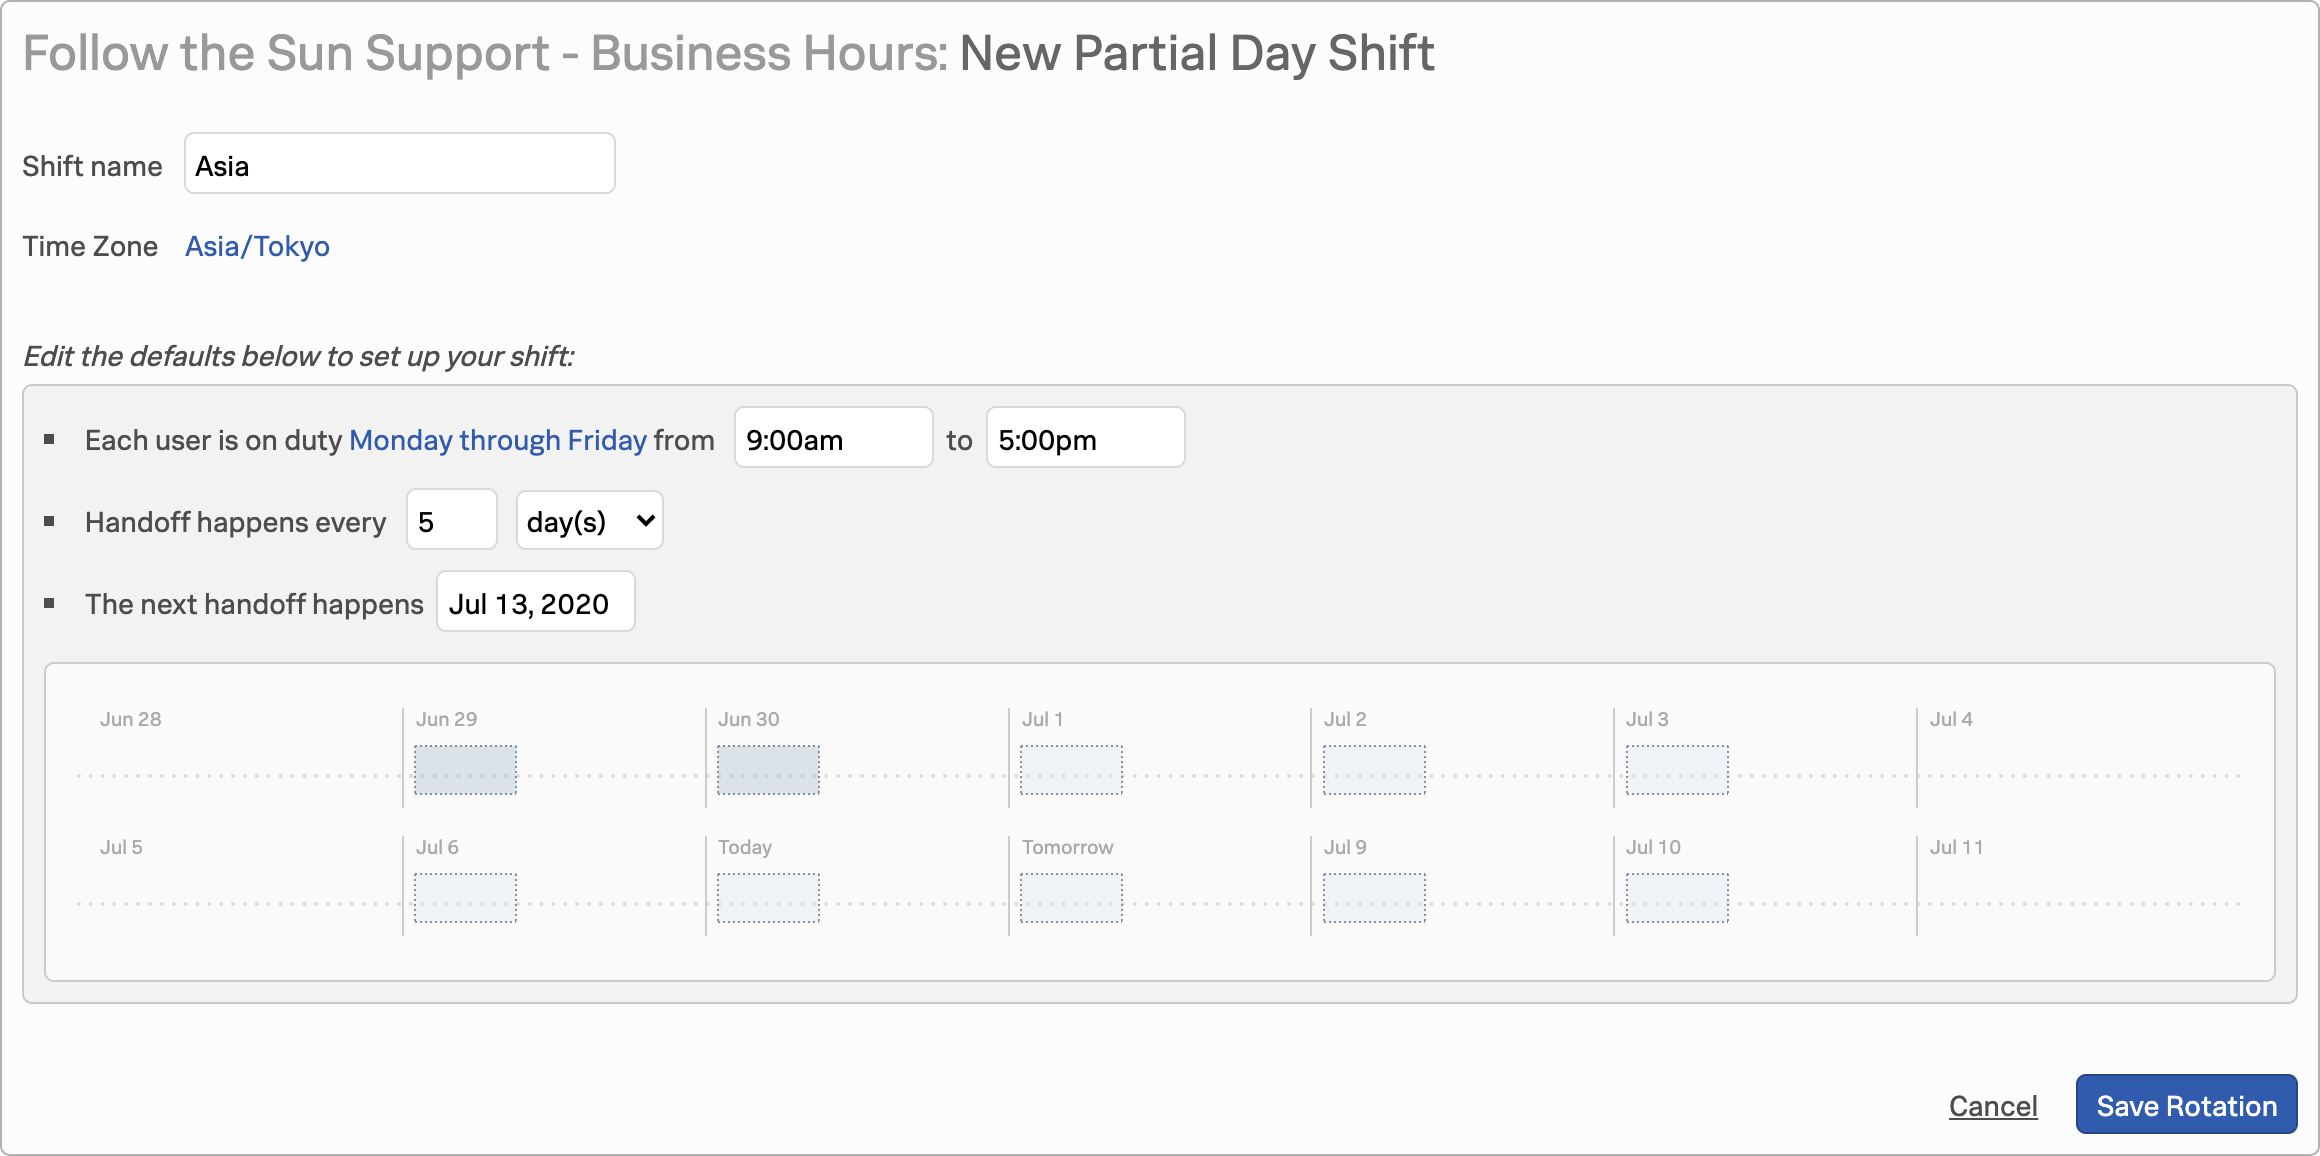 Follow the Sun Support - Business Hours: New Partial Day Shift
Shift name Asia
Time Zone Asia/Tokyo
Edit the defaults below to set up your shift:
Each user is on duty Monday through Friday from 9:00am to 5:00pm
Handoff happens every 5 day(s)
The next handoff happens Jul 13, 2020
Jun 28 Jun 29 Jun 30 Jul 1 Jul 2 Jul 3 Jul 4
Jul 5 Jul 6 Today Tomorrow Jul 9 Jul 10 Jul 11
Cancel Save Rotation